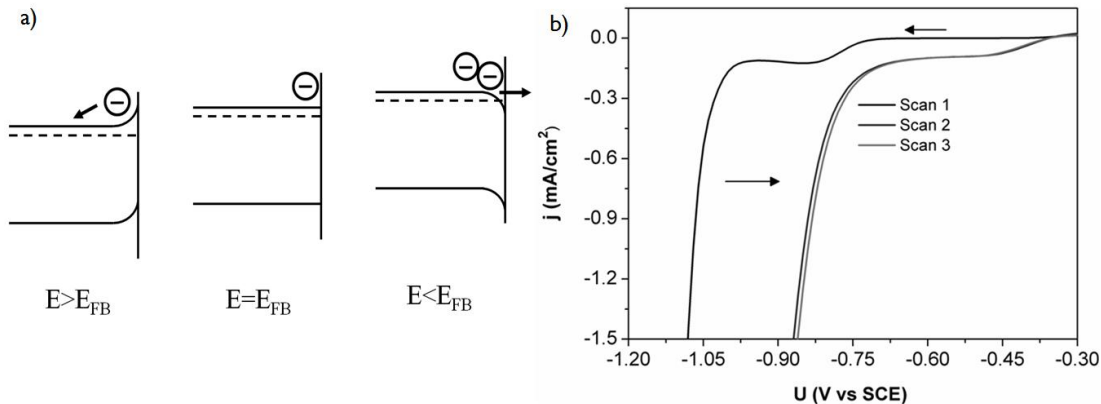 a)
E>E_FB
E=E_FB
E<E_FB
b)
0.0
-0.3
-0.6
-0.9
-1.2
-1.5
j (mA/cm²)
Scan 1
Scan 2
Scan 3
-1.20 -1.05 -0.90 -0.75 -0.60 -0.45 -0.30
U (V vs SCE)